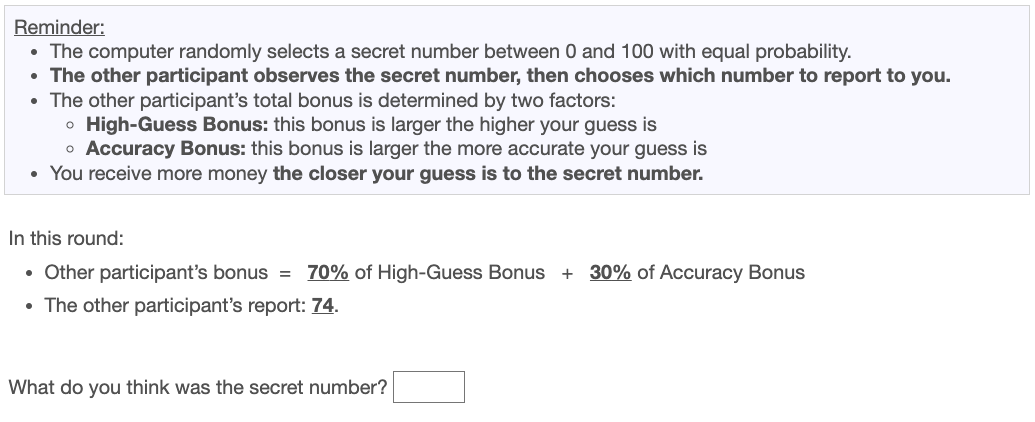 Reminder:
• The computer randomly selects a secret number between 0 and 100 with equal probability.
• The other participant observes the secret number, then chooses which number to report to you.
• The other participant's total bonus is determined by two factors:
○ High-Guess Bonus: this bonus is larger the higher your guess is
○ Accuracy Bonus: this bonus is larger the more accurate your guess is
• You receive more money the closer your guess is to the secret number.
In this round:
• Other participant's bonus = 70% of High-Guess Bonus + 30% of Accuracy Bonus
• The other participant's report: 74.
What do you think was the secret number?